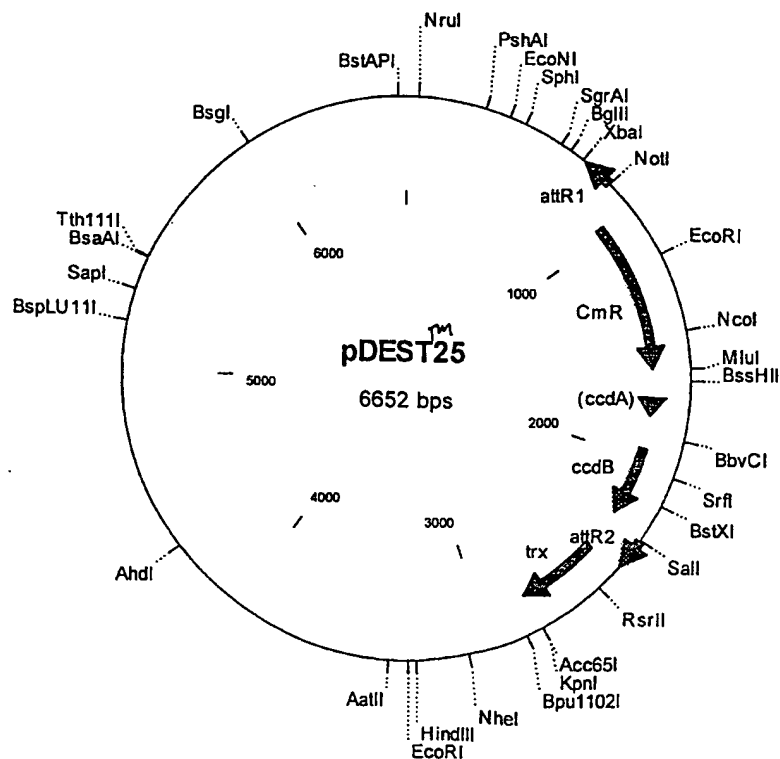 NruI
BstAPI
PshAI
EcoNI
SphI
SgrAI
BglII
XbaI
NotI
BsgI
attR1
Tth111I
BsaAI
SapI
BspLU11I
EcoRI
6000
1000
CmR
NcoI
MluI
BssHII
pDEST™25
6652 bps
5000
(ccdA)
2000
BbvCI
ccdB
SrfI
BstXI
4000
3000
attR2
trx
SalI
AhdI
RsrII
Acc65I
KpnI
Bpu1102I
AatII
NheI
HindIII
EcoRI